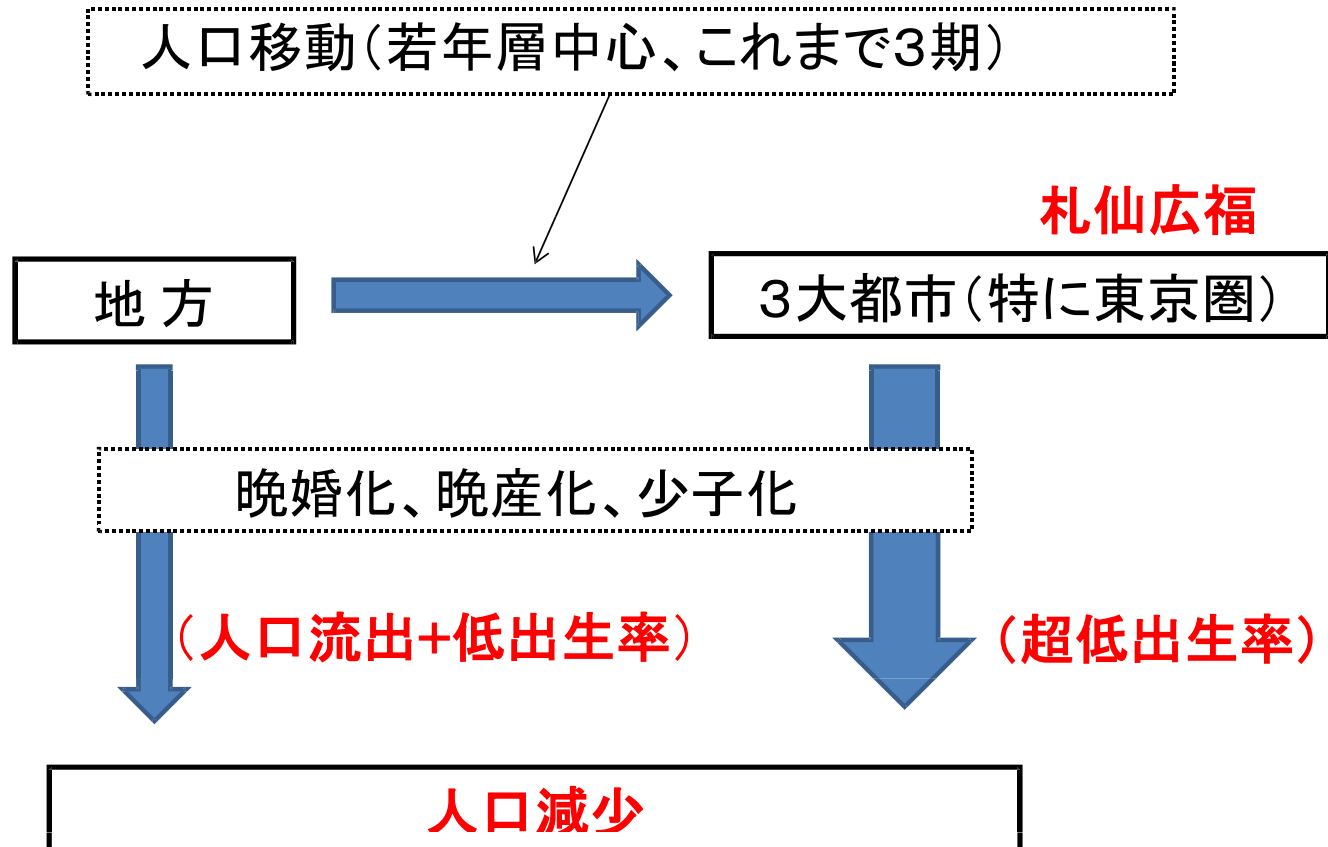 人口移動（若年層中心、これまで３期）
札仙広福
地 方
３大都市（特に東京圏）
晩婚化、晩産化、少子化
（人口流出+低出生率）
（超低出生率）
人口減少